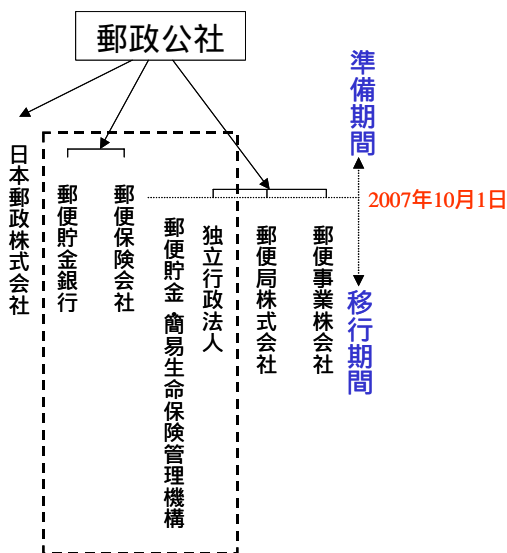 郵政公社
準備期間
2007年10月1日
移行期間
日本郵政株式会社
郵便貯金銀行
郵便保険会社
独立行政法人
郵便貯金 簡易生命保険管理機構
郵便局株式会社
郵便事業株会社